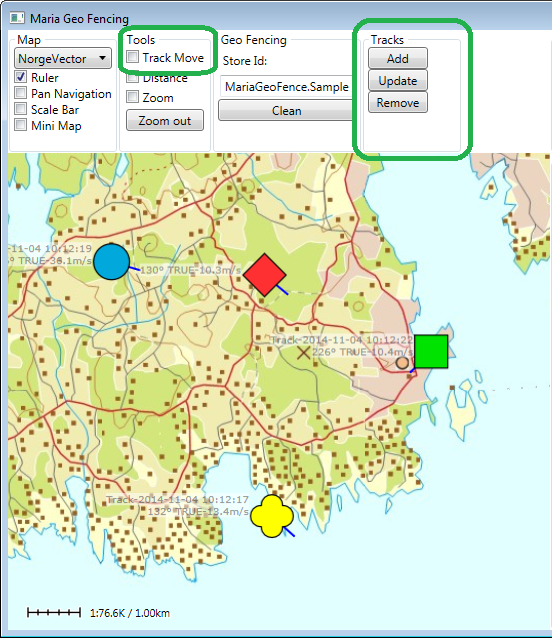 Maria Geo Fencing
Map
NorgeVector
Ruler
Pan Navigation
Scale Bar
Mini Map
Tools
Track Move
Distance
Zoom
Zoom out
Geo Fencing
Store Id:
MariaGeoFence.Sample
Clean
Tracks
Add
Update
Remove
-11-04 10:12:19
° TRUE-36.1m/s
130° TRUE-10.3m/s
Track-2014-11-04 10:12:22
226° TRUE-10.4m/s
Track-2014-11-04 10:12:17
132° TRUE-13.4m/s
1:76.6K / 1.00km